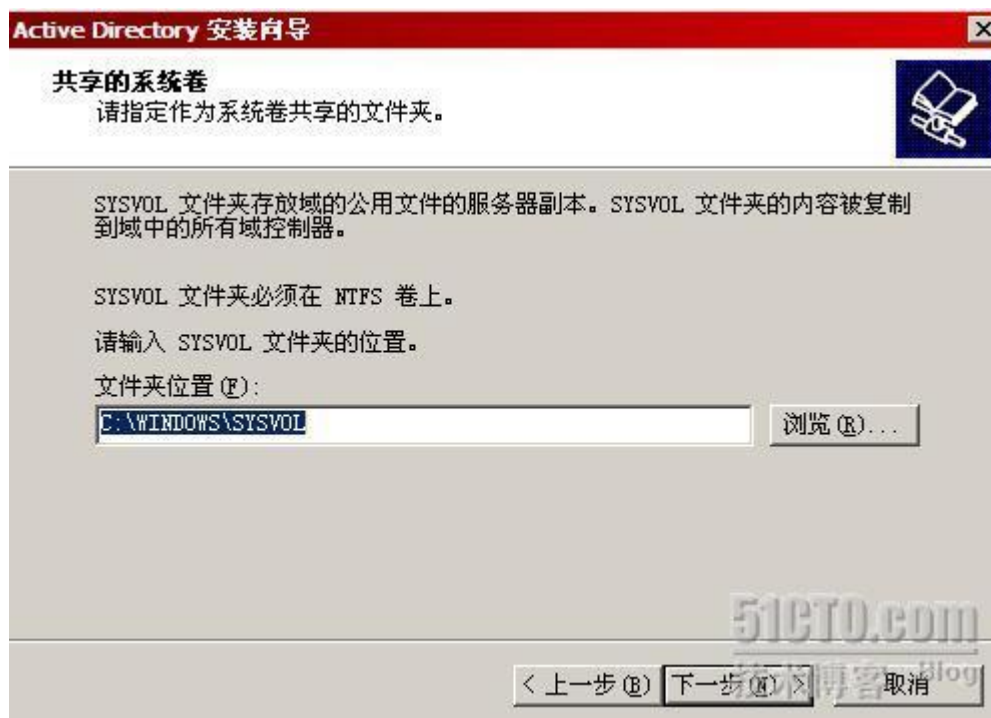 Active Directory 安装向导
共享的系统卷
请指定作为系统卷共享的文件夹。
SYSVOL 文件夹存放域的公用文件的服务器副本。SYSVOL 文件夹的内容被复制
到域中的所有域控制器。
SYSVOL 文件夹必须在 NTFS 卷上。
请输入 SYSVOL 文件夹的位置。
文件夹位置(F):
C:\WINDOWS\SYSVOL
浏览(R)...
51CTO.com
技术博客 Blog
< 上一步(B) 下一步(N) > 取消